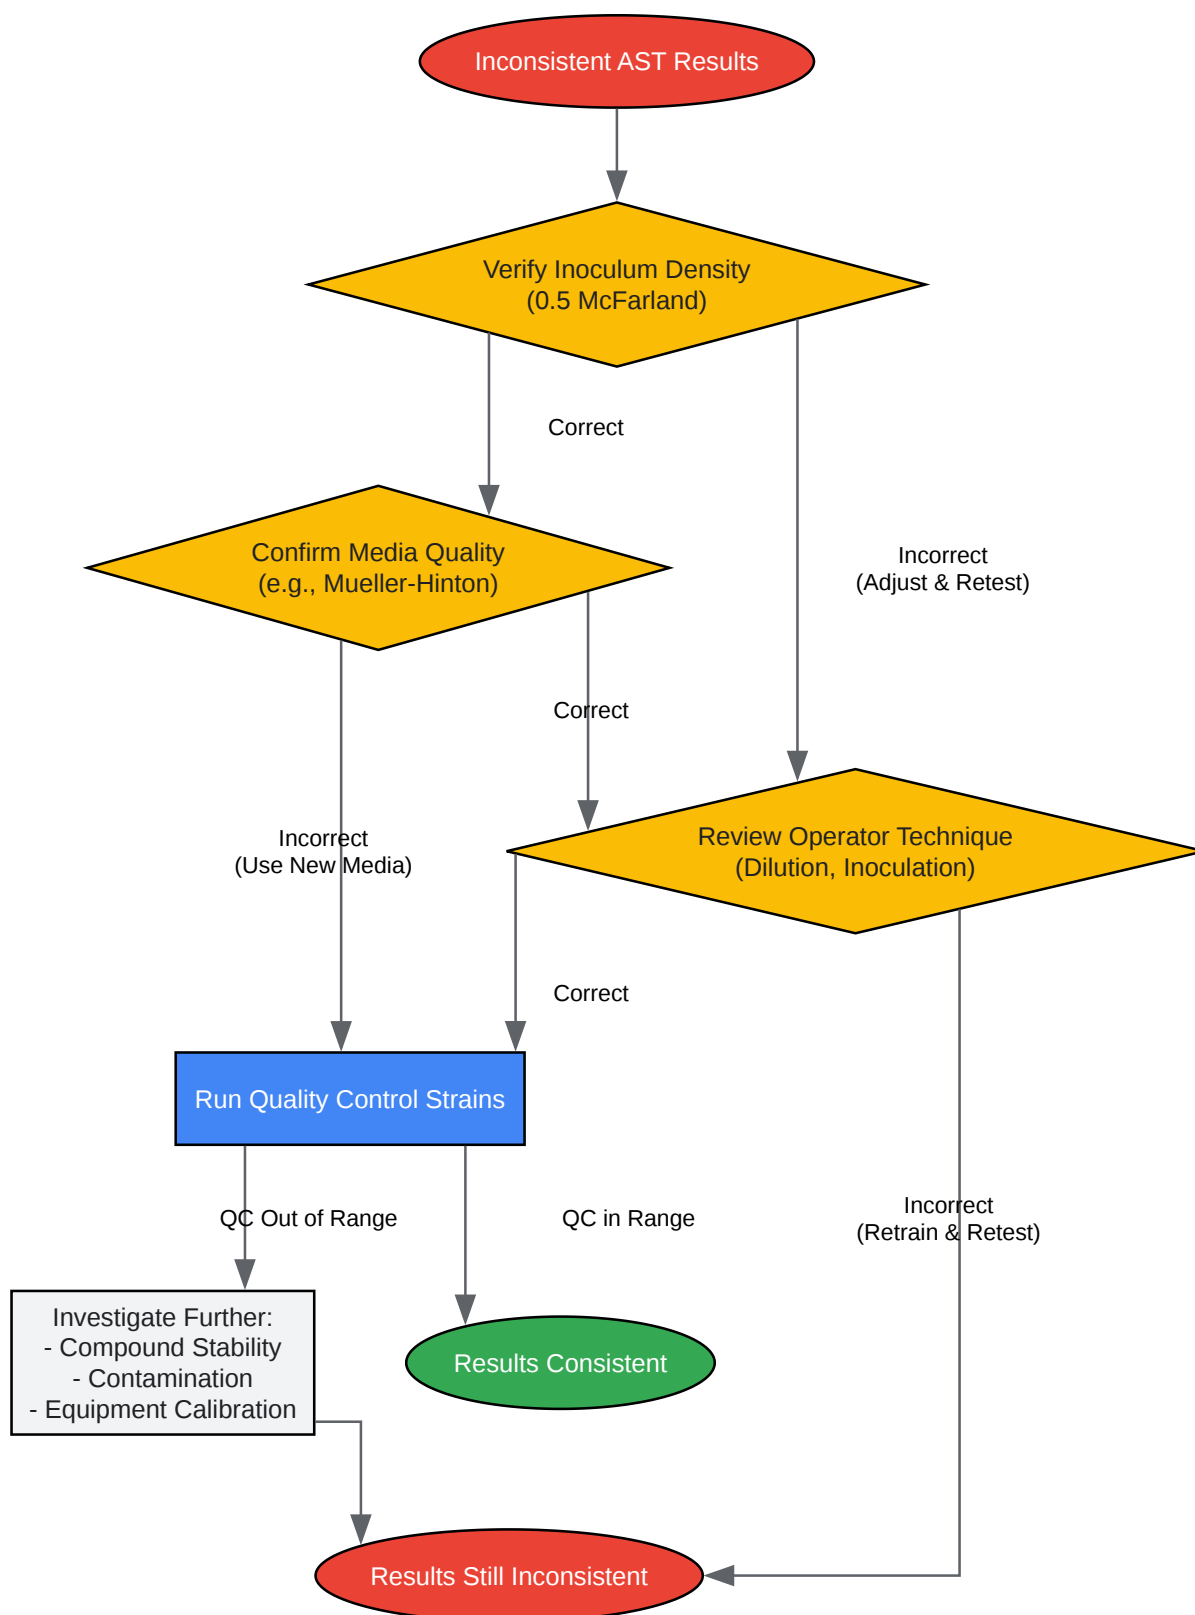 Inconsistent AST Results
Verify Inoculum Density
(0.5 McFarland)
Correct
Confirm Media Quality
(e.g., Mueller-Hinton)
Incorrect
(Adjust & Retest)
Correct
Incorrect
(Use New Media)
Review Operator Technique
(Dilution, Inoculation)
Correct
Run Quality Control Strains
QC Out of Range
QC in Range
Incorrect
(Retrain & Retest)
Investigate Further:
- Compound Stability
- Contamination
- Equipment Calibration
Results Consistent
Results Still Inconsistent